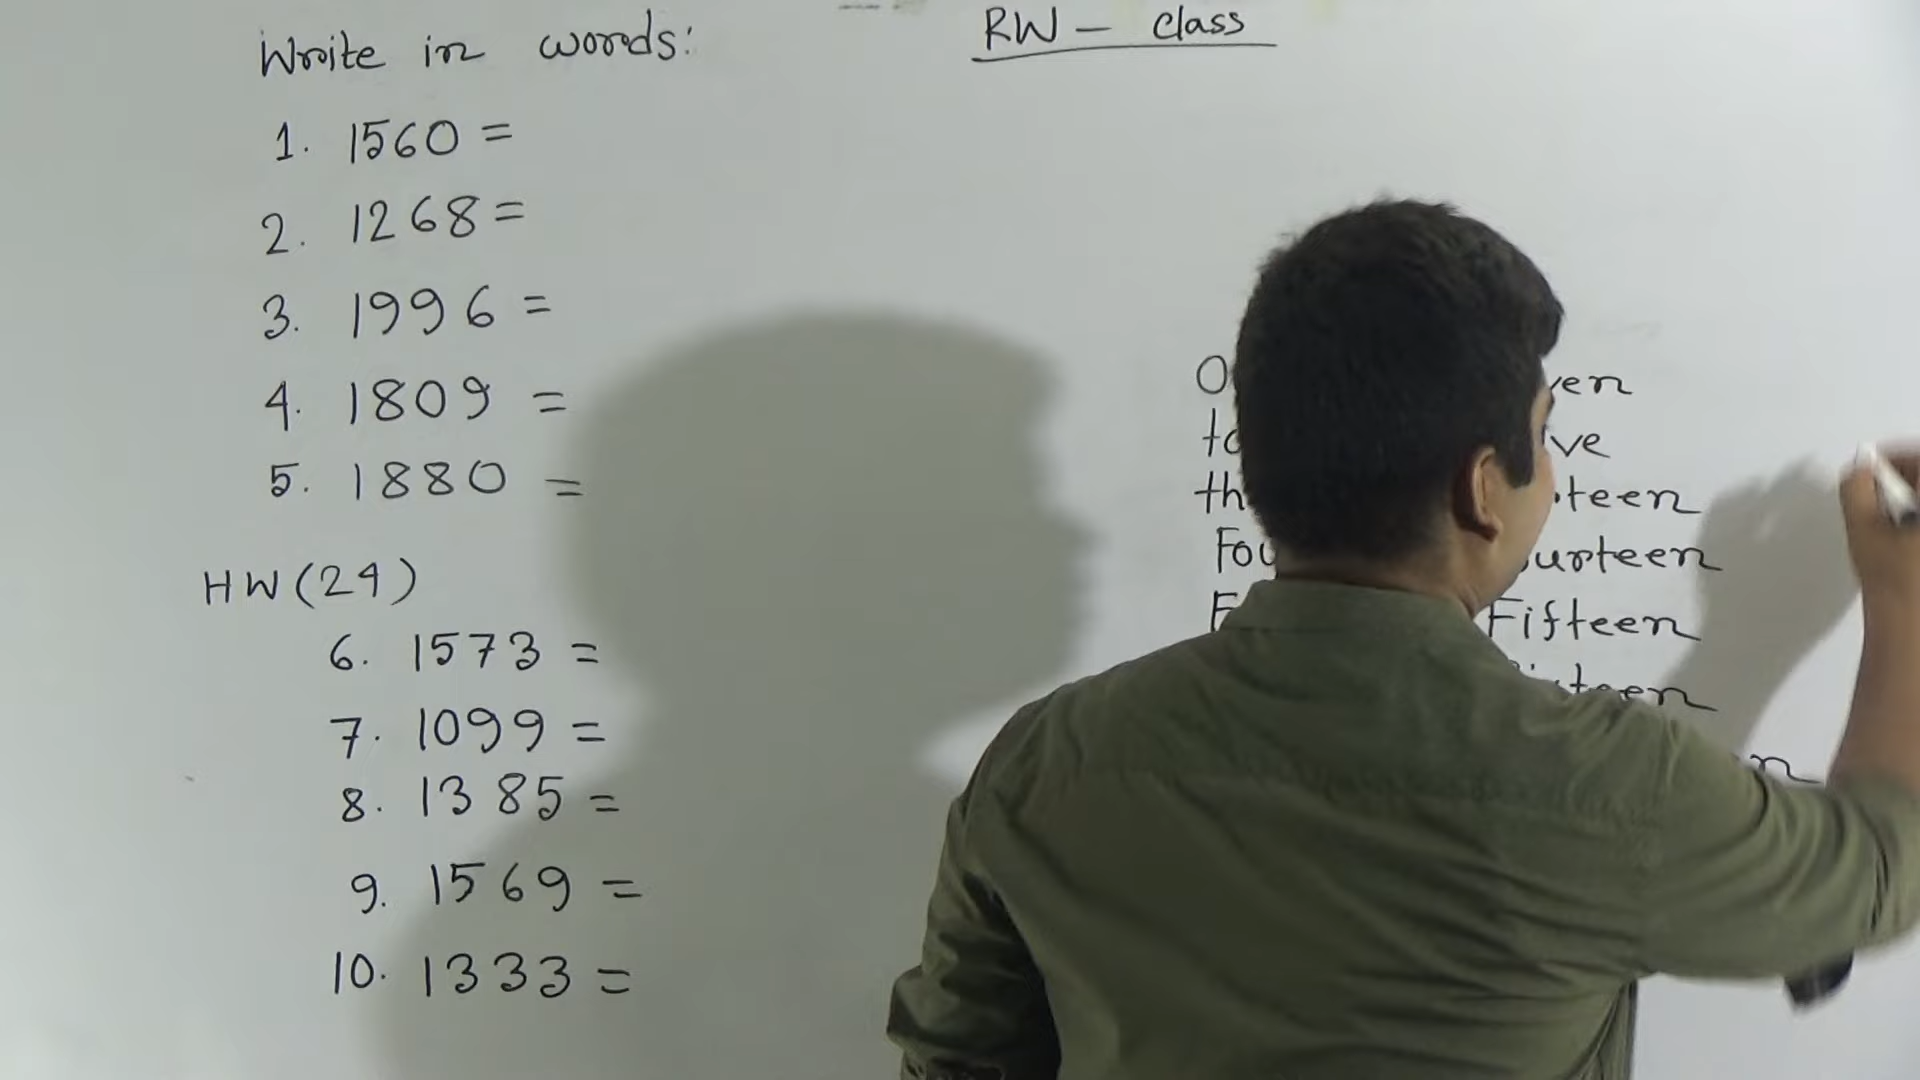 Write in words:
RW - class
1. 1560 =
2. 1268 =
3. 1996 =
4. 1809 =
5. 1880 =
HW (24)
6. 1573 =
7. 1099 =
8. 1385 =
9. 1569 =
10. 1333 =
Fifteen